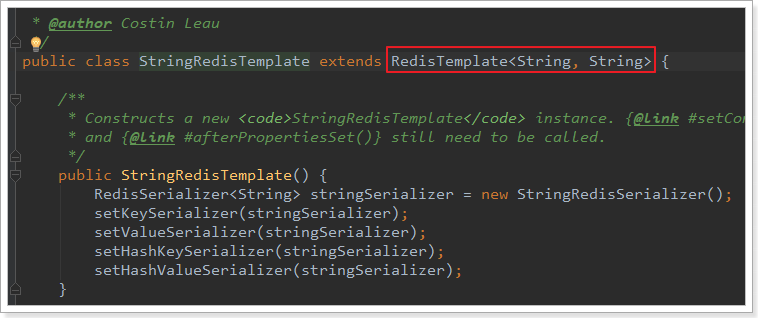 * @author Costin Leau
*/
public class StringRedisTemplate extends RedisTemplate<String, String> {
/**
* Constructs a new <code>StringRedisTemplate</code> instance. {@link #setCon
* and {@link #afterPropertiesSet()} still need to be called.
*/
public StringRedisTemplate() {
RedisSerializer<String> stringSerializer = new StringRedisSerializer();
setKeySerializer(stringSerializer);
setValueSerializer(stringSerializer);
setHashKeySerializer(stringSerializer);
setHashValueSerializer(stringSerializer);
}